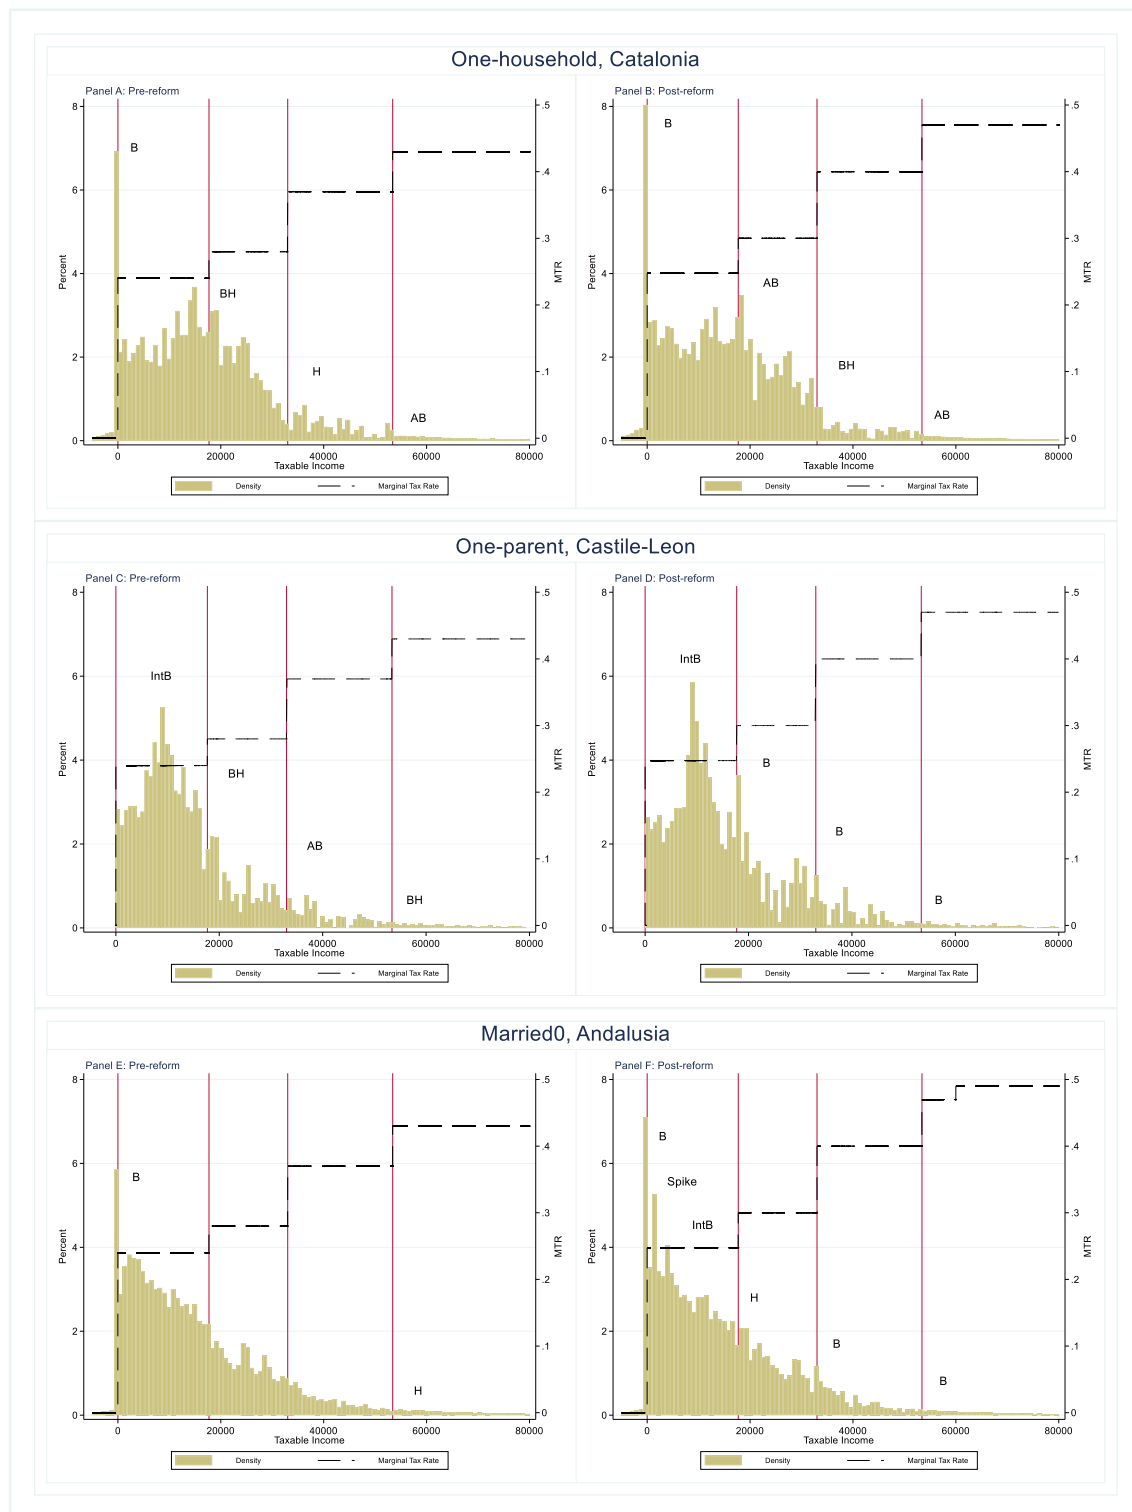 One-household, Catalonia
Panel A: Pre-reform
8
6
4
2
0
Percent
.5
.4
.3
.2
.1
0
MTR
B
BH
H
AB
0 20000 40000 60000 80000
Taxable Income
Density Marginal Tax Rate
Panel B: Post-reform
8
6
4
2
0
Percent
.5
.4
.3
.2
.1
0
MTR
B
AB
BH
AB
0 20000 40000 60000 80000
Taxable Income
Density Marginal Tax Rate
One-parent, Castile-Leon
Panel C: Pre-reform
8
6
4
2
0
Percent
.5
.4
.3
.2
.1
0
MTR
IntB
BH
AB
BH
0 20000 40000 60000 80000
Taxable Income
Density Marginal Tax Rate
Panel D: Post-reform
8
6
4
2
0
Percent
.5
.4
.3
.2
.1
0
MTR
IntB
B
B
B
0 20000 40000 60000 80000
Taxable Income
Density Marginal Tax Rate
Married0, Andalusia
Panel E: Pre-reform
8
6
4
2
0
Percent
.5
.4
.3
.2
.1
0
MTR
B
H
0 20000 40000 60000 80000
Taxable Income
Density Marginal Tax Rate
Panel F: Post-reform
8
6
4
2
0
Percent
.5
.4
.3
.2
.1
0
MTR
B
Spike
IntB
H
B
B
0 20000 40000 60000 80000
Taxable Income
Density Marginal Tax Rate